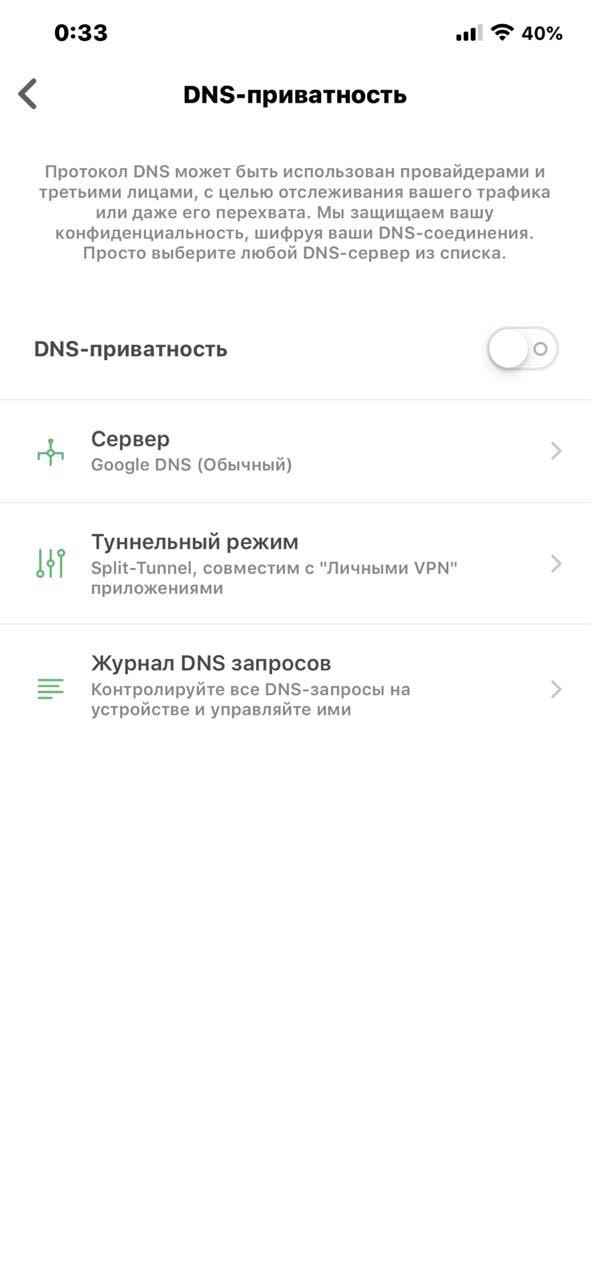 0:33
40%
DNS-приватность
Протокол DNS может быть использован провайдерами и
третьими лицами, с целью отслеживания вашего трафика
или даже его перехвата. Мы защищаем вашу
конфиденциальность, шифруя ваши DNS-соединения.
Просто выберите любой DNS-сервер из списка.
DNS-приватность
Сервер
Google DNS (Обычный)
Туннельный режим
Split-Tunnel, совместим с "Личными VPN"
приложениями
Журнал DNS запросов
Контролируйте все DNS-запросы на
устройстве и управляйте ими